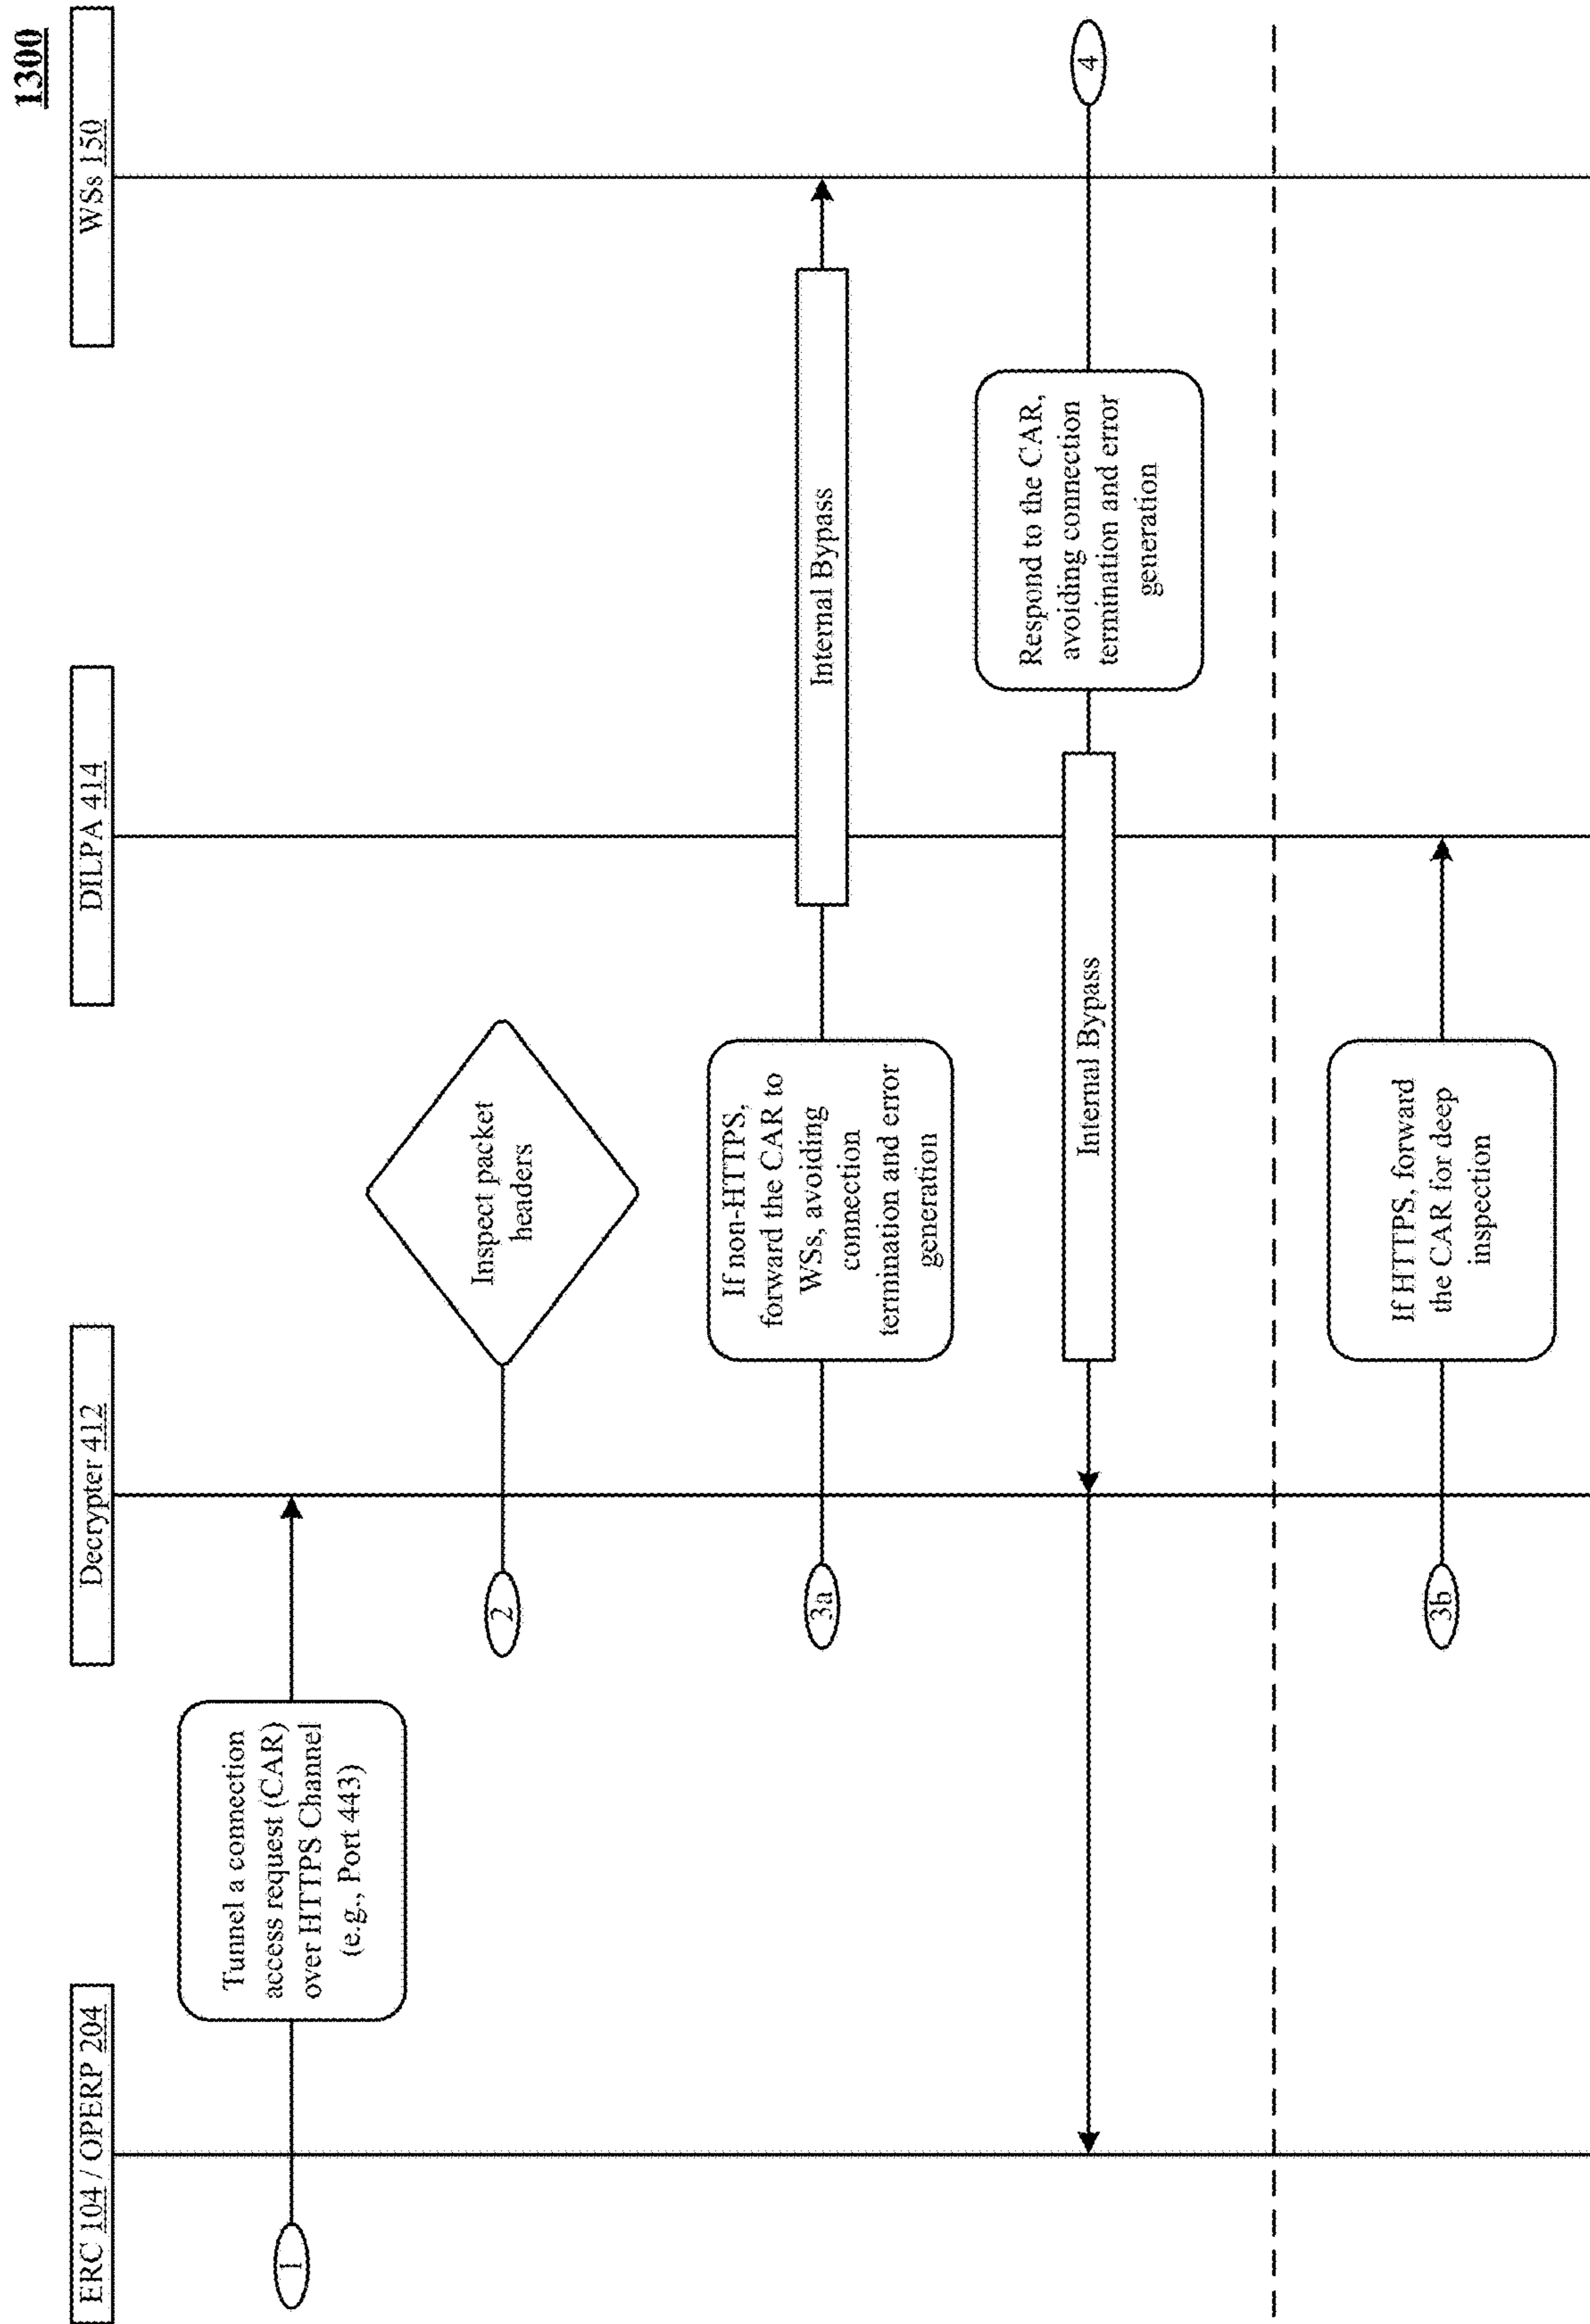 1300
ERC 104 / OPERP 204
Decrypter 412
DILPA 414
WSs 150
1
Tunnel a connection
access request (CAR)
over HTTPS Channel
(e.g., Port 443)
2
Inspect packet
headers
3a
If non-HTTPS,
forward the CAR to
WSs, avoiding
connection
termination and error
generation
Internal Bypass
4
Respond to the CAR,
avoiding connection
termination and error
generation
Internal Bypass
3b
If HTTPS, forward
the CAR for deep
inspection